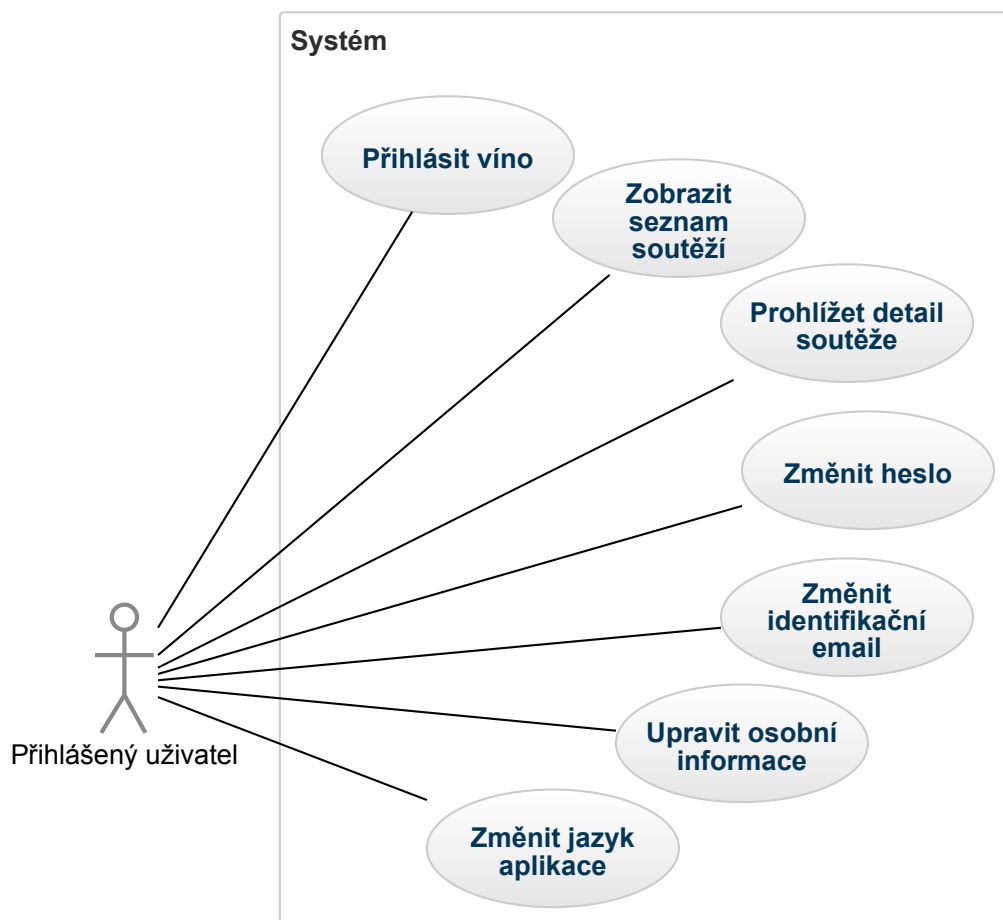 Systém
Přihlásit víno
Zobrazit
seznam
soutěží
Prohlížet detail
soutěže
Změnit heslo
Změnit
identifikační
email
Upravit osobní
informace
Přihlášený uživatel
Změnit jazyk
aplikace